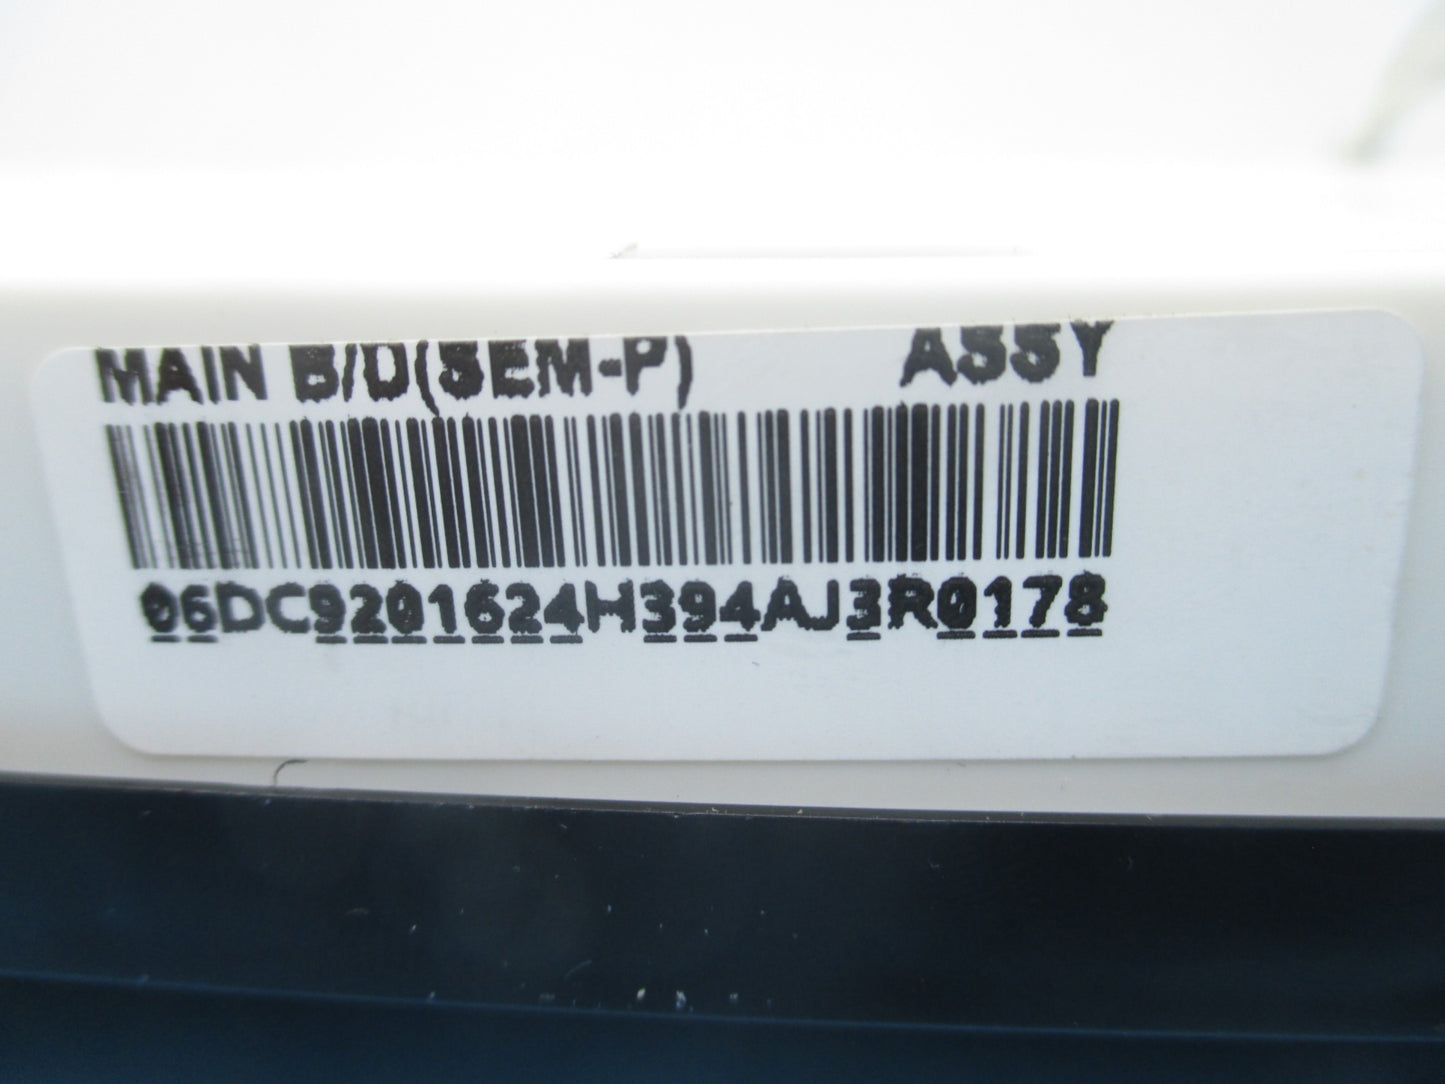 MAIN B/D(SEM-P) ASSY
06DC9201624H394AJ3R0178